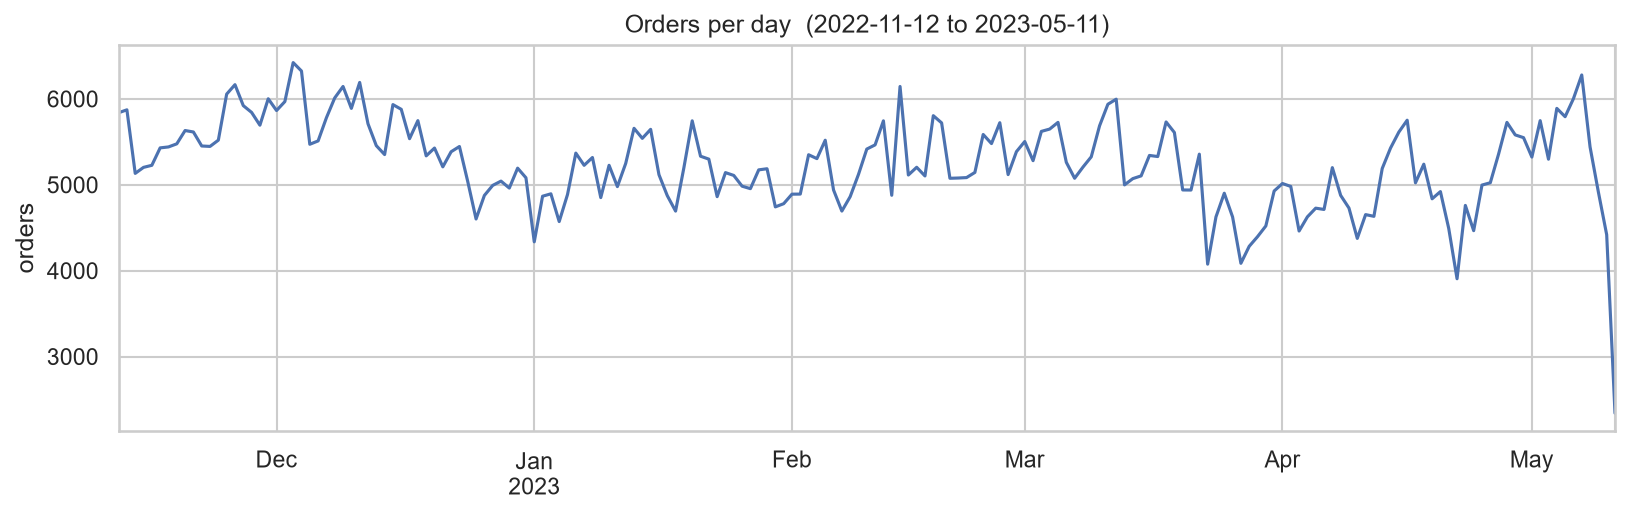 Orders per day (2022-11-12 to 2023-05-11)
orders
6000
5000
4000
3000
Dec
Jan
2023
Feb
Mar
Apr
May